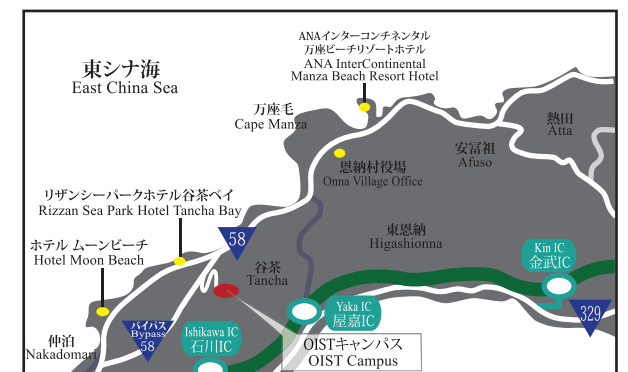 ANAインターコンチネンタル
万座ビーチリゾートホテル
ANA InterContinental
Manza Beach Resort Hotel
東シナ海
East China Sea
万座毛
Cape Manza
熱田
Atta
安冨祖
Afuso
恩納村役場
Onna Village Office
リザンシーパークホテル谷茶ベイ
Rizzan Sea Park Hotel Tancha Bay
東恩納
Higashionna
ホテル ムーンビーチ
Hotel Moon Beach
58
谷茶
Tancha
Kin IC
金武IC
Yaka IC
屋嘉IC
329
バイパス
Bypass
58
Ishikawa IC
石川IC
仲泊
Nakadomari
OISTキャンパス
OIST Campus